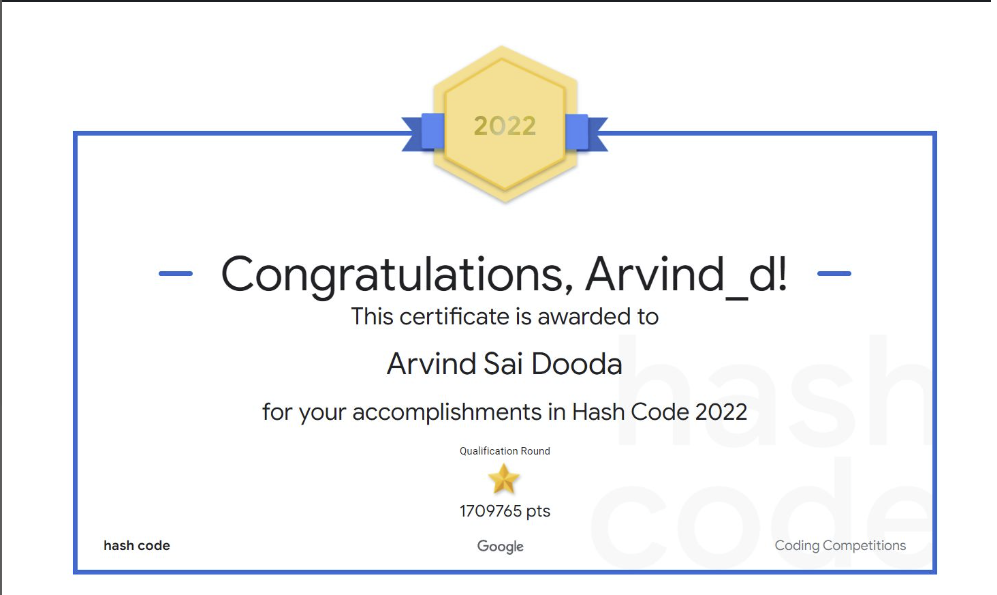 2022
Congratulations, Arvind_d!
This certificate is awarded to
Arvind Sai Dooda
for your accomplishments in Hash Code 2022
Qualification Round
1709765 pts
hash code
Google
Coding Competitions
hash
code